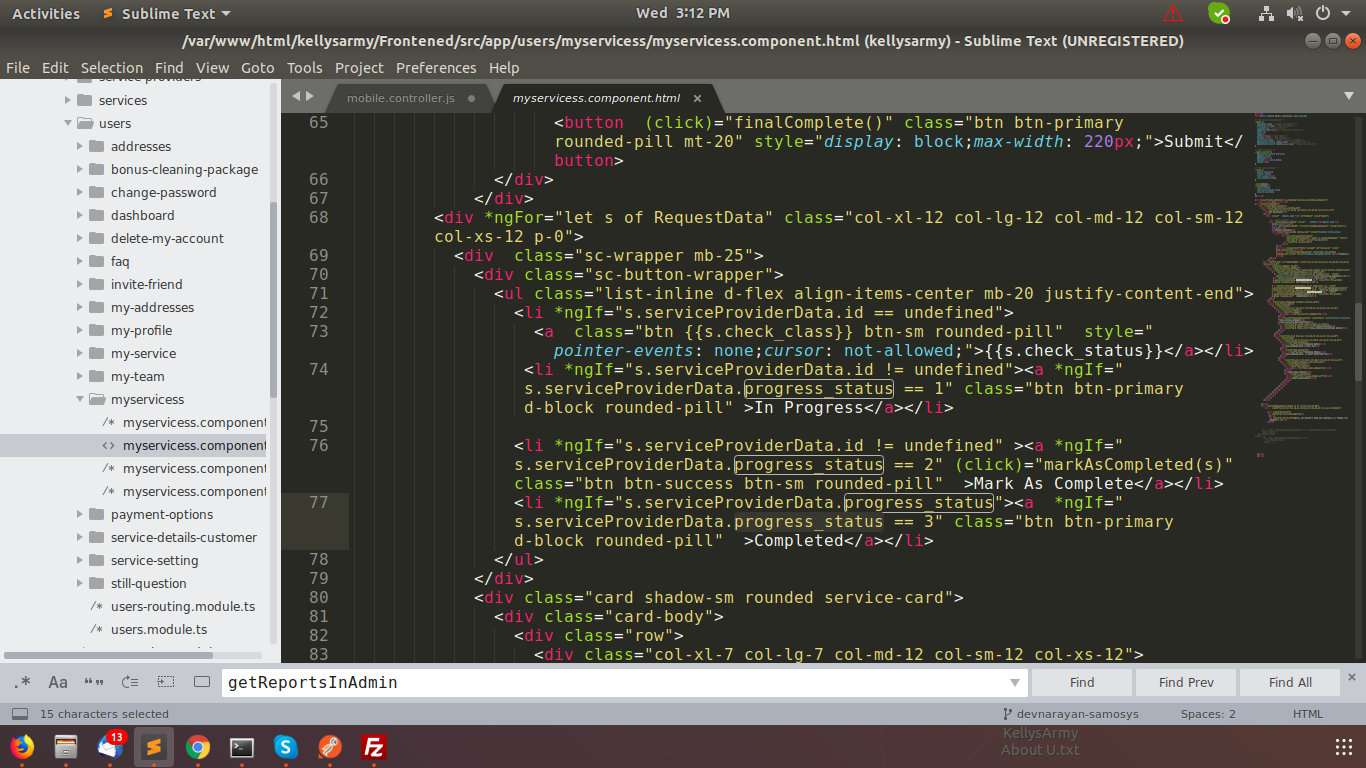 Activities
Sublime Text
Wed 3:12 PM
/var/www/html/kellysarmy/Frontened/src/app/users/myservicess/myservicess.component.html (kellysarmy) - Sublime Text (UNREGISTERED)
File Edit Selection Find View Goto Tools Project Preferences Help
service-providers
services
users
addresses
bonus-cleaning-package
change-password
dashboard
delete-my-account
faq
invite-friend
my-addresses
my-profile
my-service
my-team
myservicess
/* myservicess.component
<> myservicess.component
myservicess.component
myservicess.component
payment-options
service-details-customer
service-setting
still-question
/* users-routing.module.ts
/* users.module.ts
mobile.controller.js
myservicess.component.html ×
65 <button (click)="finalComplete()" class="btn btn-primary
rounded-pill mt-20" style="display: block;max-width: 220px;">Submit</
button>
66 </div>
67 </div>
68 <div *ngFor="let s of RequestData" class="col-xl-12 col-lg-12 col-md-12 col-sm-12
col-xs-12 p-0">
69 <div class="sc-wrapper mb-25">
70 <div class="sc-button-wrapper">
71 <ul class="list-inline d-flex align-items-center mb-20 justify-content-end">
72 <li *ngIf="s.serviceProviderData.id == undefined">
73 <a class="btn {{s.check_class}} btn-sm rounded-pill" style="
pointer-events: none;cursor: not-allowed;">{{s.check_status}}</a></li>
74 <li *ngIf="s.serviceProviderData.id != undefined"><a *ngIf="
s.serviceProviderData.progress_status == 1" class="btn btn-primary
d-block rounded-pill" >In Progress</a></li>
75
76 <li *ngIf="s.serviceProviderData.id != undefined" ><a *ngIf="
s.serviceProviderData.progress_status == 2" (click)="markAsCompleted(s)"
class="btn btn-success btn-sm rounded-pill" >Mark As Complete</a></li>
77 <li *ngIf="s.serviceProviderData.progress_status"><a *ngIf="
s.serviceProviderData.progress_status == 3" class="btn btn-primary
d-block rounded-pill" >Completed</a></li>
78 </ul>
79 </div>
80 <div class="card shadow-sm rounded service-card">
81 <div class="card-body">
82 <div class="row">
83 <div class="col-xl-7 col-lg-7 col-md-12 col-sm-12 col-xs-12">
.* Aa “” getReportsInAdmin Find Find Prev Find All ×
15 characters selected
devnarayan-samosys
Spaces: 2
HTML
13
KellysArmy
About U.txt